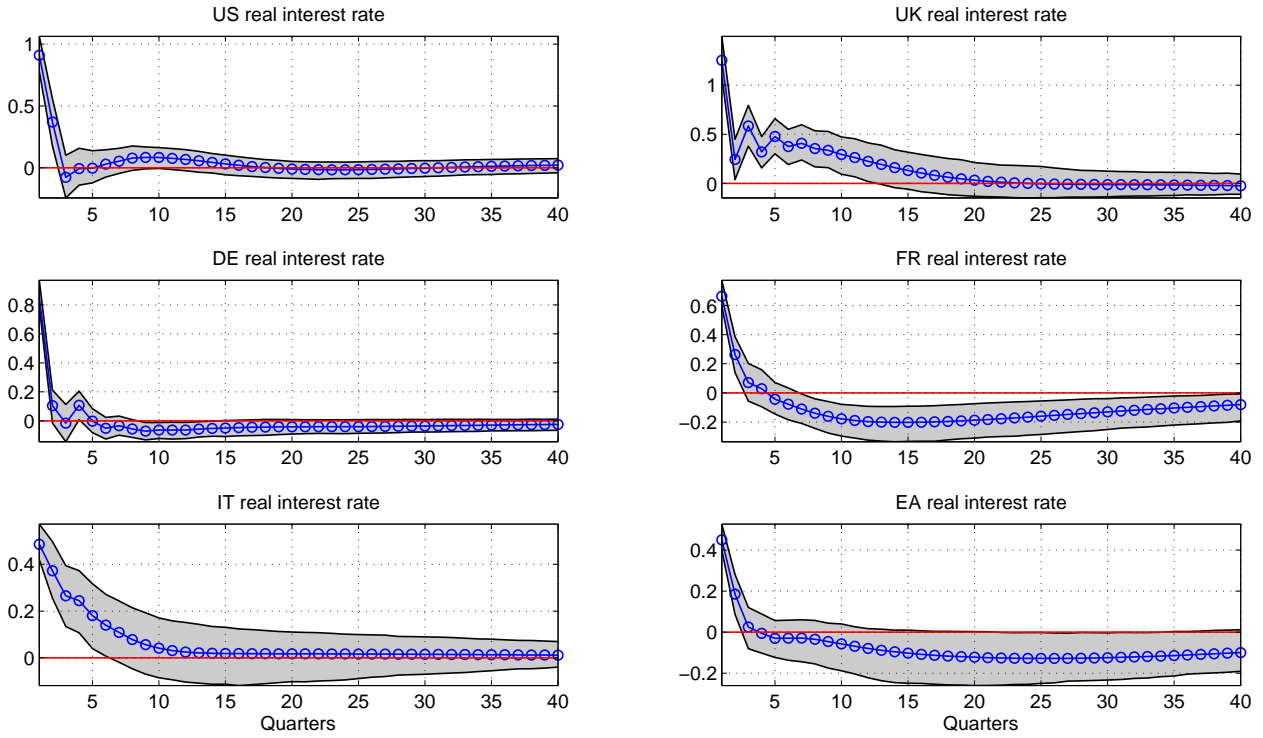 US real interest rate
1
0.5
0
5 10 15 20 25 30 35 40
UK real interest rate
1
0.5
0
5 10 15 20 25 30 35 40
DE real interest rate
0.8
0.6
0.4
0.2
0
5 10 15 20 25 30 35 40
FR real interest rate
0.6
0.4
0.2
0
−0.2
5 10 15 20 25 30 35 40
IT real interest rate
0.4
0.2
0
5 10 15 20 25 30 35 40
Quarters
EA real interest rate
0.4
0.2
0
−0.2
5 10 15 20 25 30 35 40
Quarters